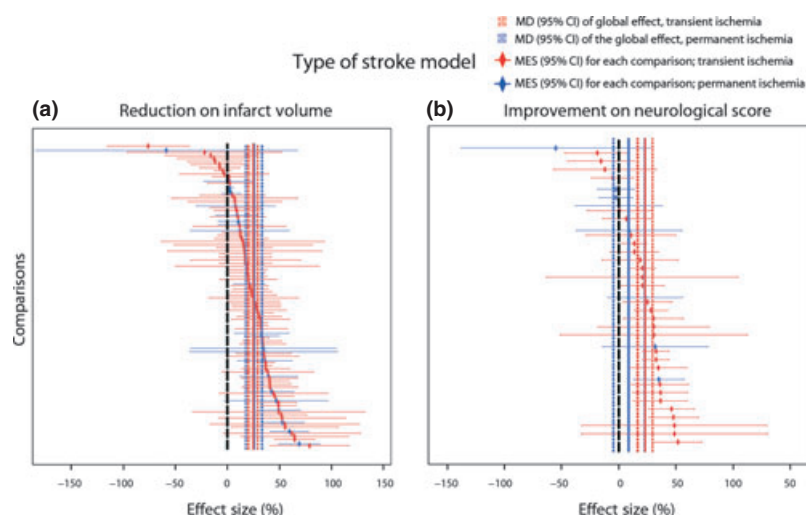 MD (95% CI) of global effect, transient ischemia
MD (95% CI) of the global effect, permanent ischemia
MES (95% CI) for each comparison; transient ischemia
MES (95% CI) for each comparison; permanent ischemia
Type of stroke model
(a) Reduction on infarct volume
(b) Improvement on neurological score
Comparisons
−150 −100 −50 0 50 100 150
Effect size (%)
−150 −100 −50 0 50 100 50
Effect size (%)